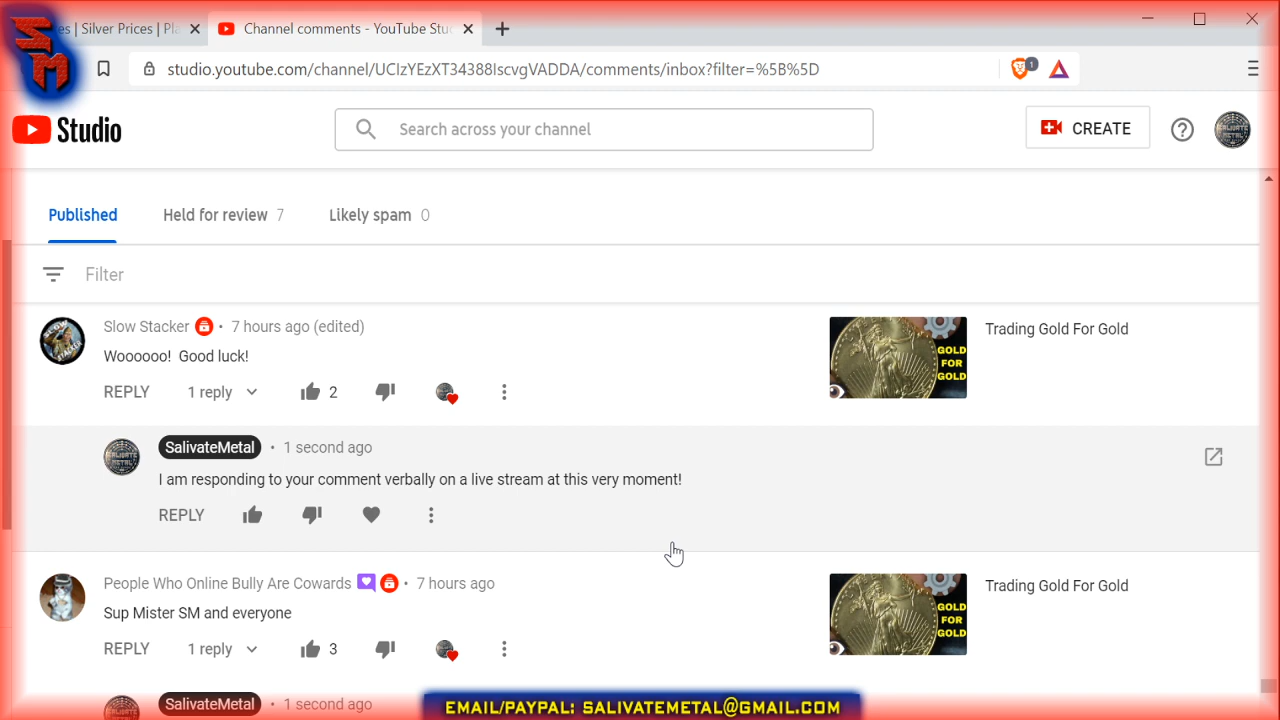 SM
es | Silver Prices | Pla
Channel comments - YouTube Stu
studio.youtube.com/channel/UCIzYEzXT34388IscvgVADDA/comments/inbox?filter=%5B%5D
1
Studio
Search across your channel
CREATE
Published
Held for review 7
Likely spam 0
Filter
Slow Stacker • 7 hours ago (edited)
Woooooo! Good luck!
REPLY
1 reply
2
GOLD
FOR
GOLD
Trading Gold For Gold
SalivateMetal • 1 second ago
I am responding to your comment verbally on a live stream at this very moment!
REPLY
People Who Online Bully Are Cowards • 7 hours ago
Sup Mister SM and everyone
REPLY
1 reply
3
GOLD
FOR
GOLD
Trading Gold For Gold
SalivateMetal • 1 second ago
EMAIL/PAYPAL: SALIVATEMETAL@GMAIL.COM